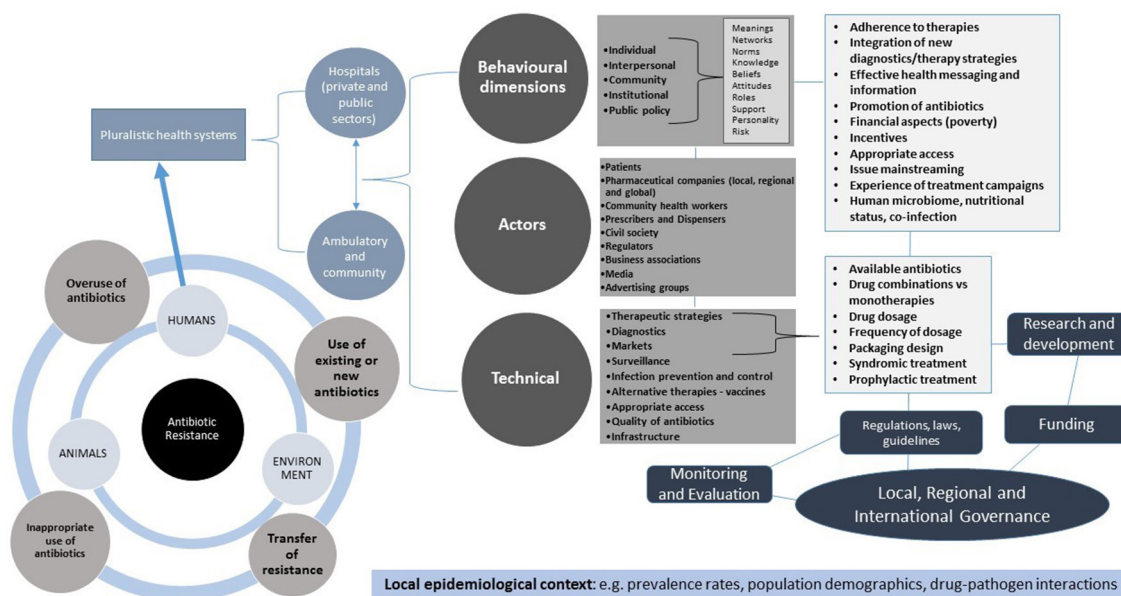 Pluralistic health systems
Hospitals
(private and
public
sectors)
Ambulatory
and
community
Overuse of
antibiotics
HUMANS
Use of
existing or
new
antibiotics
Antibiotic
Resistance
ANIMALS
ENVIRON
MENT
Inappropriate
use of
antibiotics
Transfer
of
resistance
Behavioural
dimensions
•Individual
•Interpersonal
•Community
•Institutional
•Public policy
Meanings
Networks
Norms
Knowledge
Beliefs
Attitudes
Roles
Support
Personality
Risk
• Adherence to therapies
• Integration of new
diagnostics/therapy strategies
• Effective health messaging and
information
• Promotion of antibiotics
• Financial aspects (poverty)
• Incentives
• Appropriate access
• Issue mainstreaming
• Experience of treatment campaigns
• Human microbiome, nutritional
status, co-infection
Actors
•Patients
•Pharmaceutical companies (local, regional
and global)
•Community health workers
•Prescribers and Dispensers
•Civil society
•Regulators
•Business associations
•Media
•Advertising groups
Technical
•Therapeutic strategies
•Diagnostics
•Markets
•Surveillance
•Infection prevention and control
•Alternative therapies - vaccines
•Appropriate access
•Quality of antibiotics
•Infrastructure
• Available antibiotics
• Drug combinations vs
monotherapies
• Drug dosage
• Frequency of dosage
• Packaging design
• Syndromic treatment
• Prophylactic treatment
Research and
development
Funding
Regulations, laws,
guidelines
Monitoring
and Evaluation
Local, Regional and
International Governance
Local epidemiological context: e.g. prevalence rates, population demographics, drug-pathogen interactions